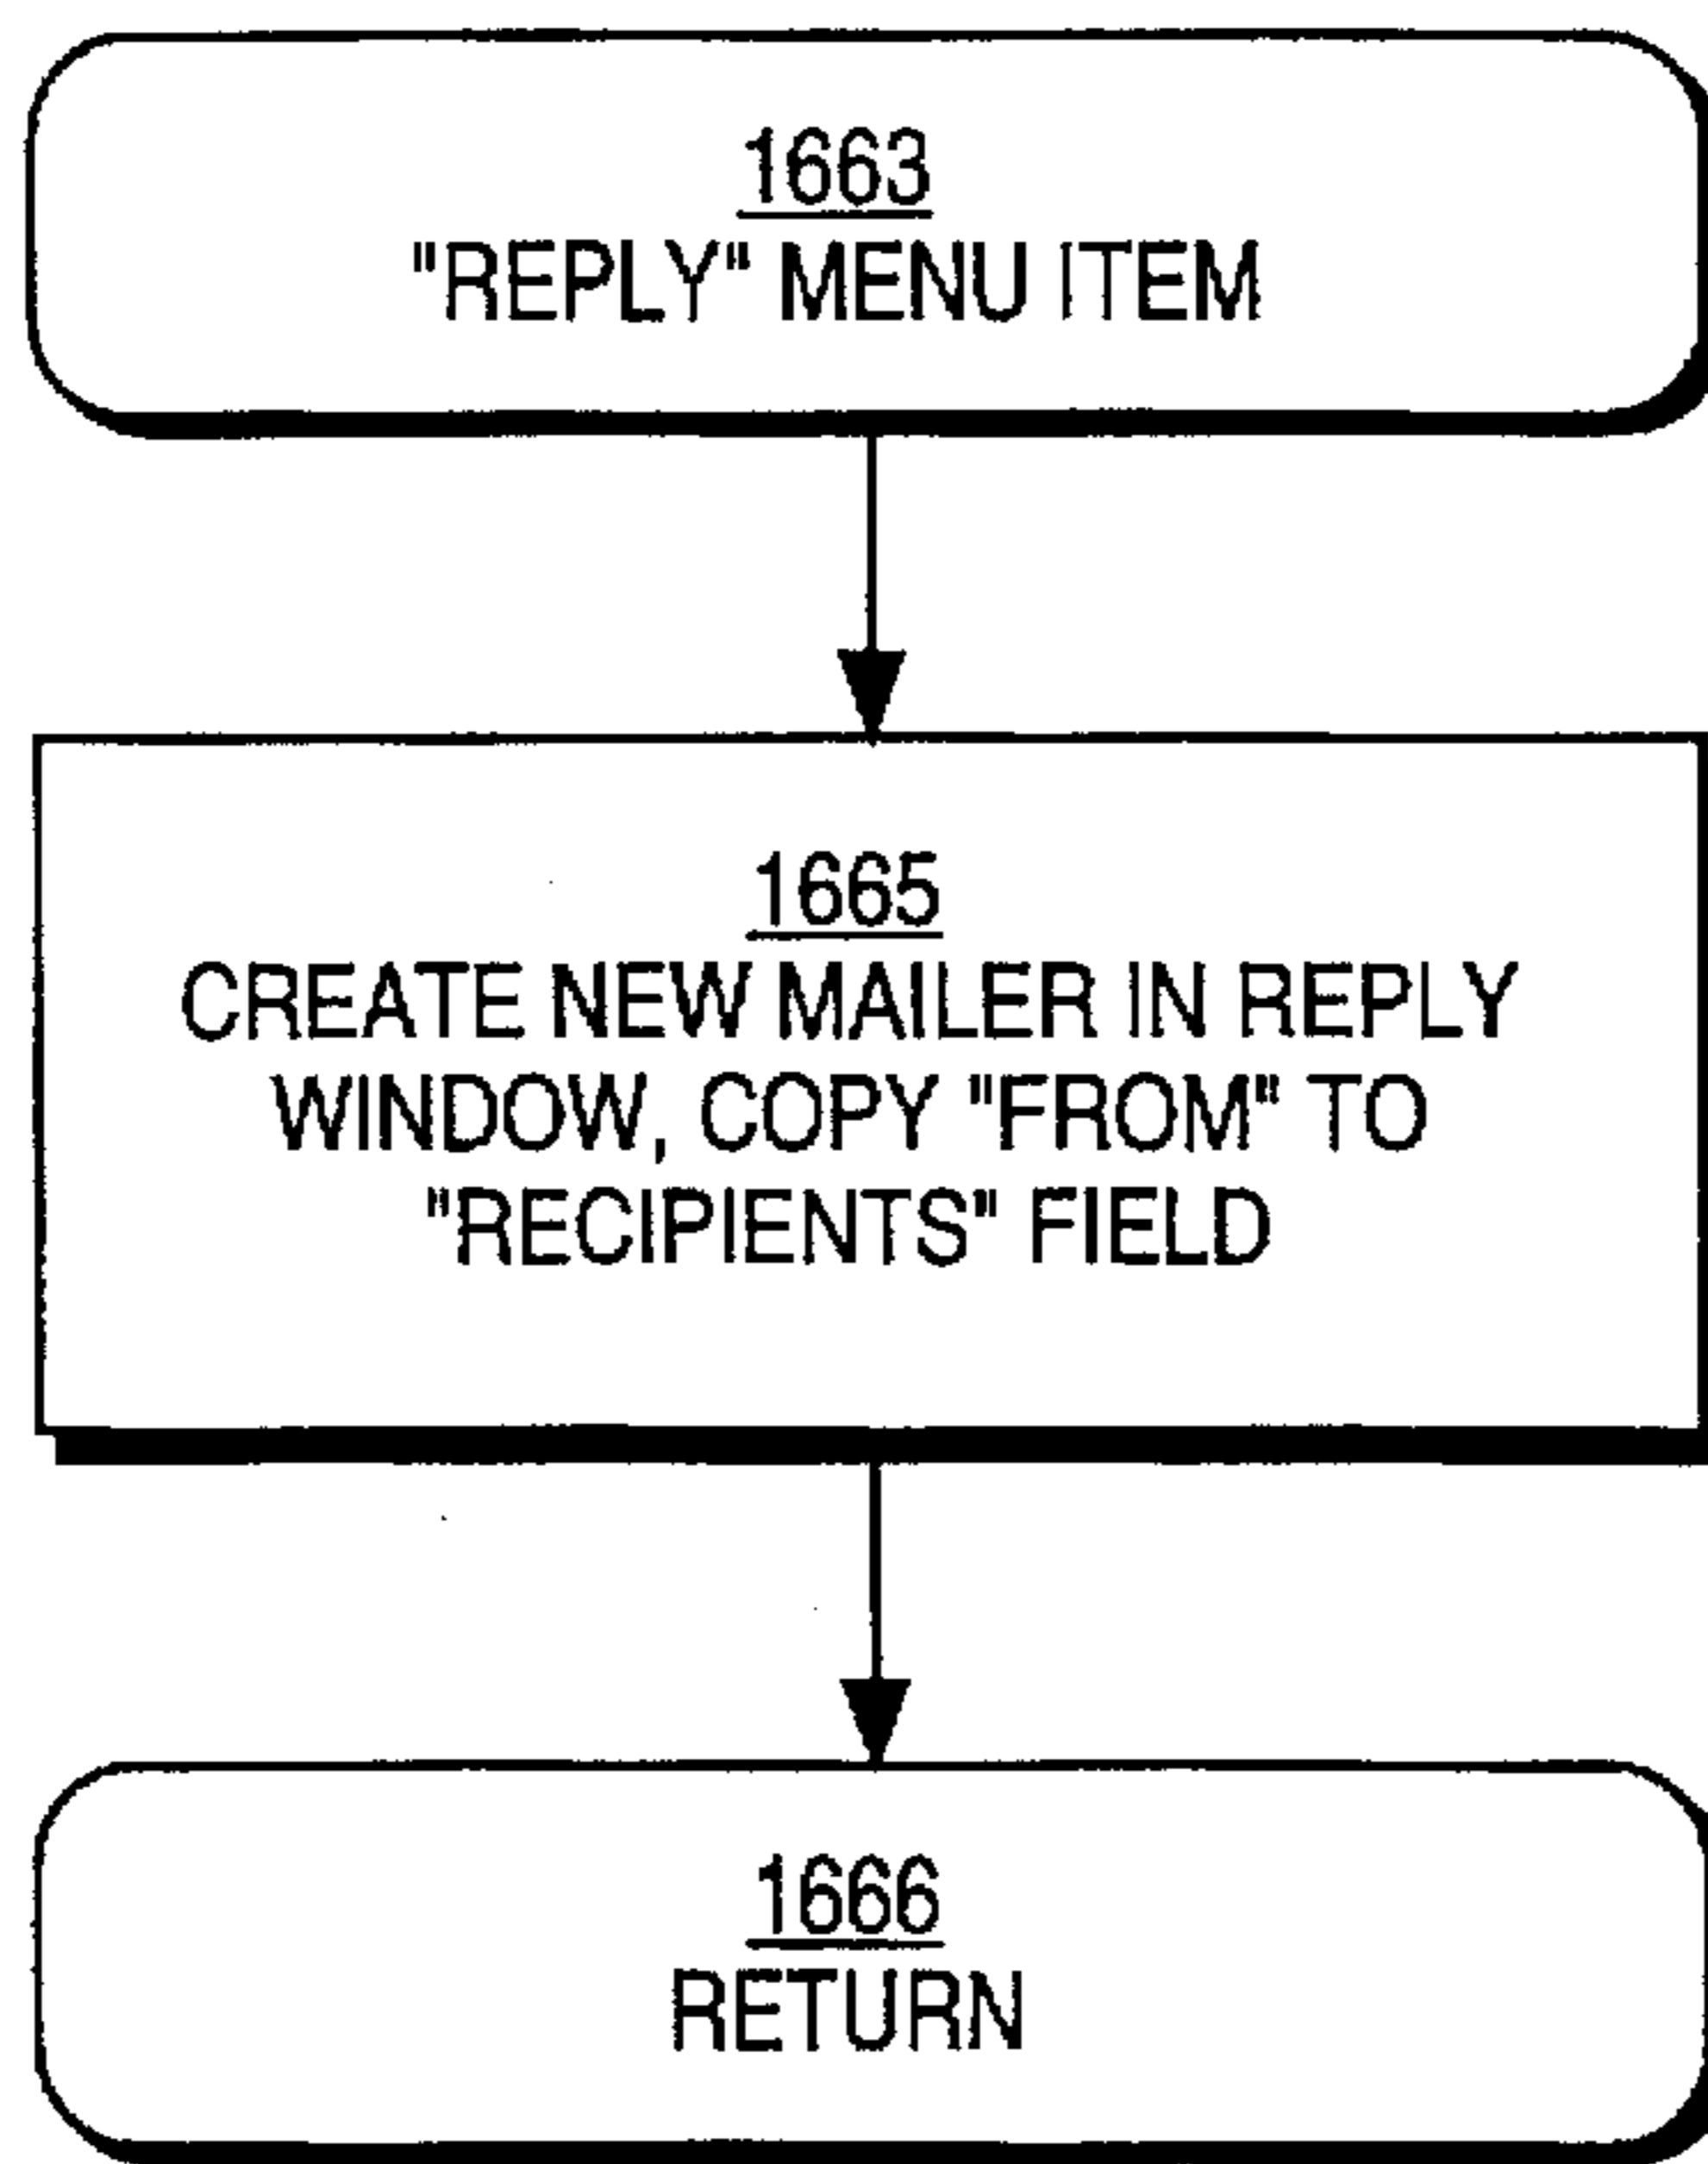 1663
"REPLY" MENU ITEM
1665
CREATE NEW MAILER IN REPLY
WINDOW, COPY "FROM" TO
"RECIPIENTS" FIELD
1666
RETURN